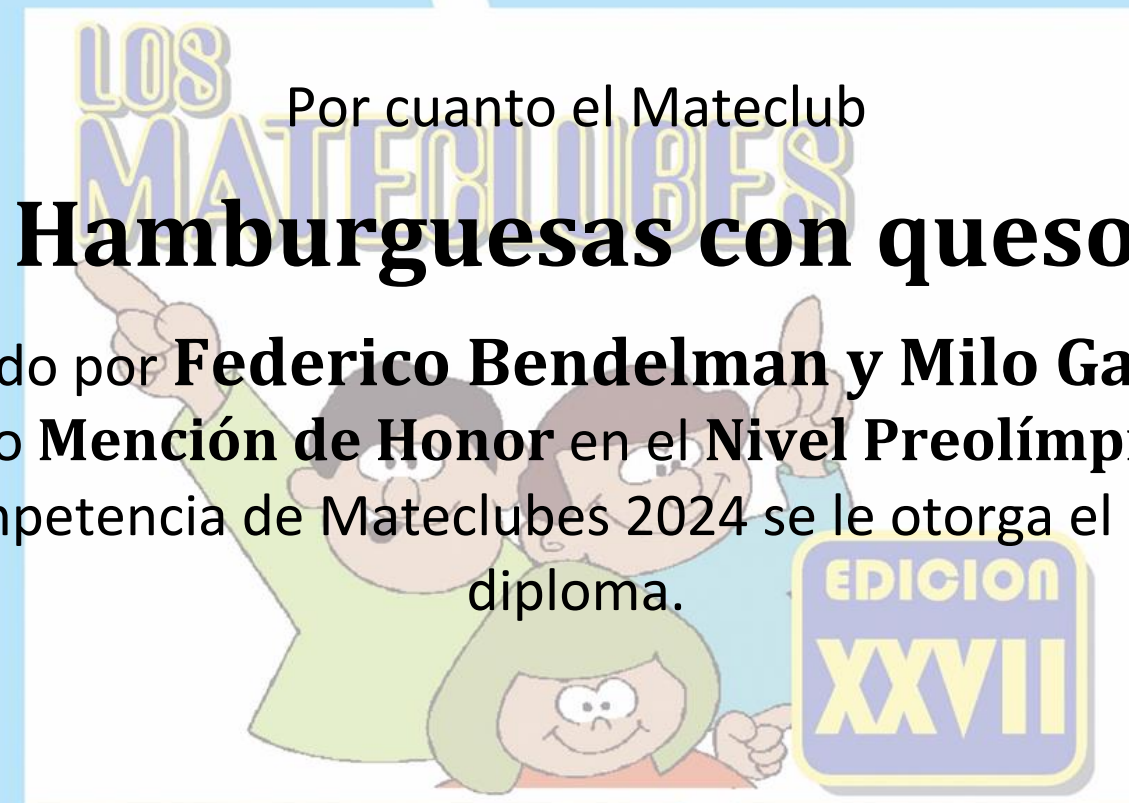 LOS
MATECLUBES
Por cuanto el Mateclub
Hamburguesas con queso
do por Federico Bendelman y Milo Ga
o Mención de Honor en el Nivel Preolímp
petencia de Mateclubes 2024 se le otorga el
diploma.
EDICION
XXVII